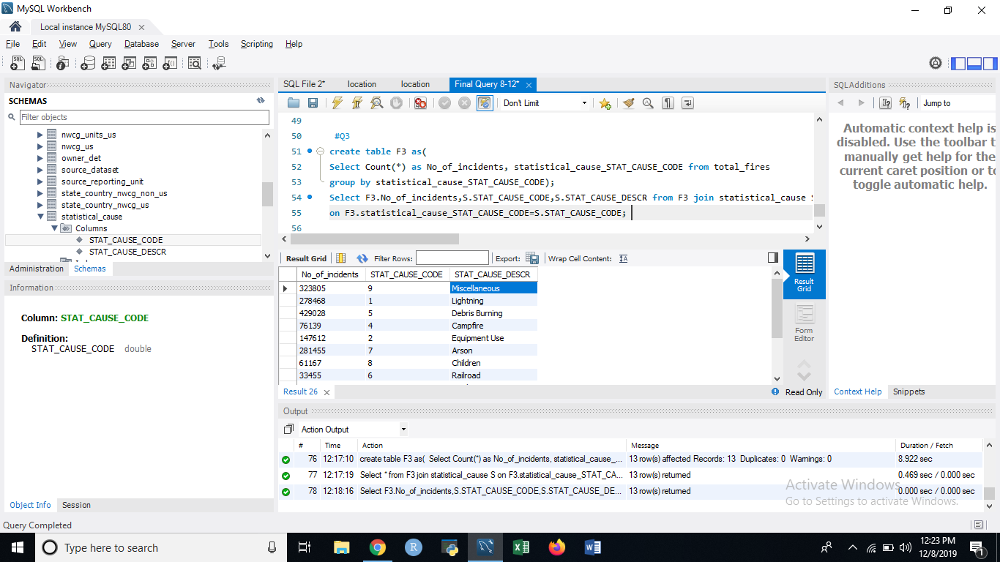 MySQL Workbench
Local instance MySQL80
File Edit View Query Database Server Tools Scripting Help
Navigator
SCHEMAS
Filter objects
nwcg_units_us
nwcg_us
owner_det
source_dataset
source_reporting_unit
state_country_nwcg_non_us
state_country_nwcg_us
statistical_cause
Columns
STAT_CAUSE_CODE
STAT_CAUSE_DESCR
Administration Schemas
Information
Column: STAT_CAUSE_CODE
Definition:
STAT_CAUSE_CODE double
Object Info Session
Query Completed
SQL File 2* location location Final Query 8-12*
Don't Limit
49
50 #Q3
51 create table F3 as(
52 Select Count(*) as No_of_incidents, statistical_cause_STAT_CAUSE_CODE from total_fires
53 group by statistical_cause_STAT_CAUSE_CODE);
54 Select F3.No_of_incidents,S.STAT_CAUSE_CODE,S.STAT_CAUSE_DESCR from F3 join statistical_cause S
55 on F3.statistical_cause_STAT_CAUSE_CODE=S.STAT_CAUSE_CODE;
56
Result Grid Filter Rows: Export: Wrap Cell Content:
No_of_incidents STAT_CAUSE_CODE STAT_CAUSE_DESCR
323805 9 Miscellaneous
278468 1 Lightning
429028 5 Debris Burning
76139 4 Campfire
147612 2 Equipment Use
281455 7 Arson
61167 8 Children
33455 6 Railroad
Result Grid
Form Editor
Result 26
Read Only
Output
Action Output
# Time Action Message Duration / Fetch
76 12:17:10 create table F3 as( Select Count(*) as No_of_incidents, statistical_cause_... 13 row(s) affected Records: 13 Duplicates: 0 Warnings: 0 8.922 sec
77 12:17:19 Select * from F3 join statistical_cause S on F3.statistical_cause_STAT_CA... 13 row(s) returned 0.469 sec / 0.000 sec
78 12:18:16 Select F3.No_of_incidents,S.STAT_CAUSE_CODE,S.STAT_CAUSE_DE... 13 row(s) returned 0.000 sec / 0.000 sec
SQLAdditions
Jump to
Automatic context help is
disabled. Use the toolbar t
manually get help for the
current caret position or to
toggle automatic help.
Context Help Snippets
Activate Windows
Go to Settings to activate Windows.
Type here to search
12:23 PM
12/8/2019
1